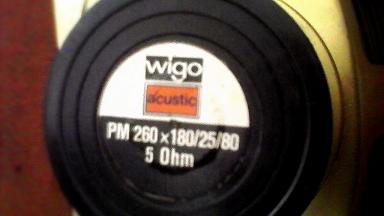 wigo
acustic
PM 260 x 180/25/80
5 Ohm